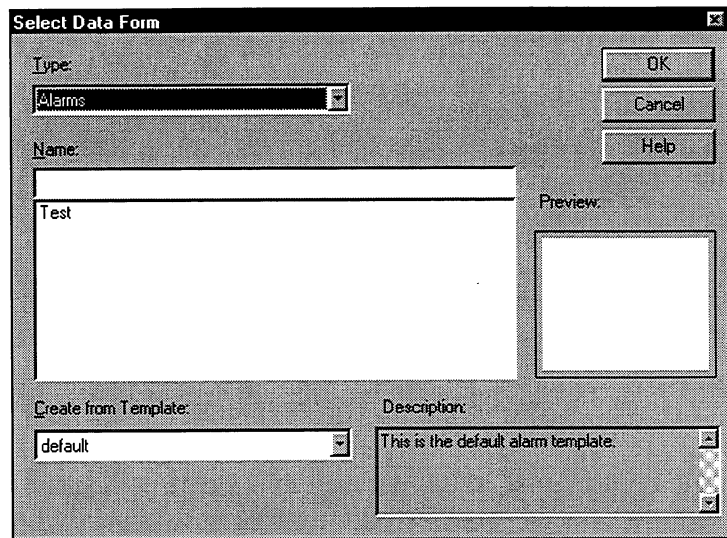 Select Data Form
Type:
OK
Alarms
Cancel
Name:
Help
Test
Preview:
Create from Template:
Description:
default
This is the default alarm template.